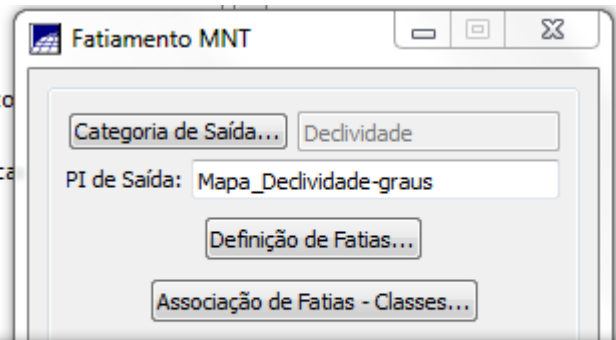 Fatiamento MNT
Categoria de Saída... Declividade
PI de Saída: Mapa_Declividade-graus
Definição de Fatias...
Associação de Fatias - Classes...